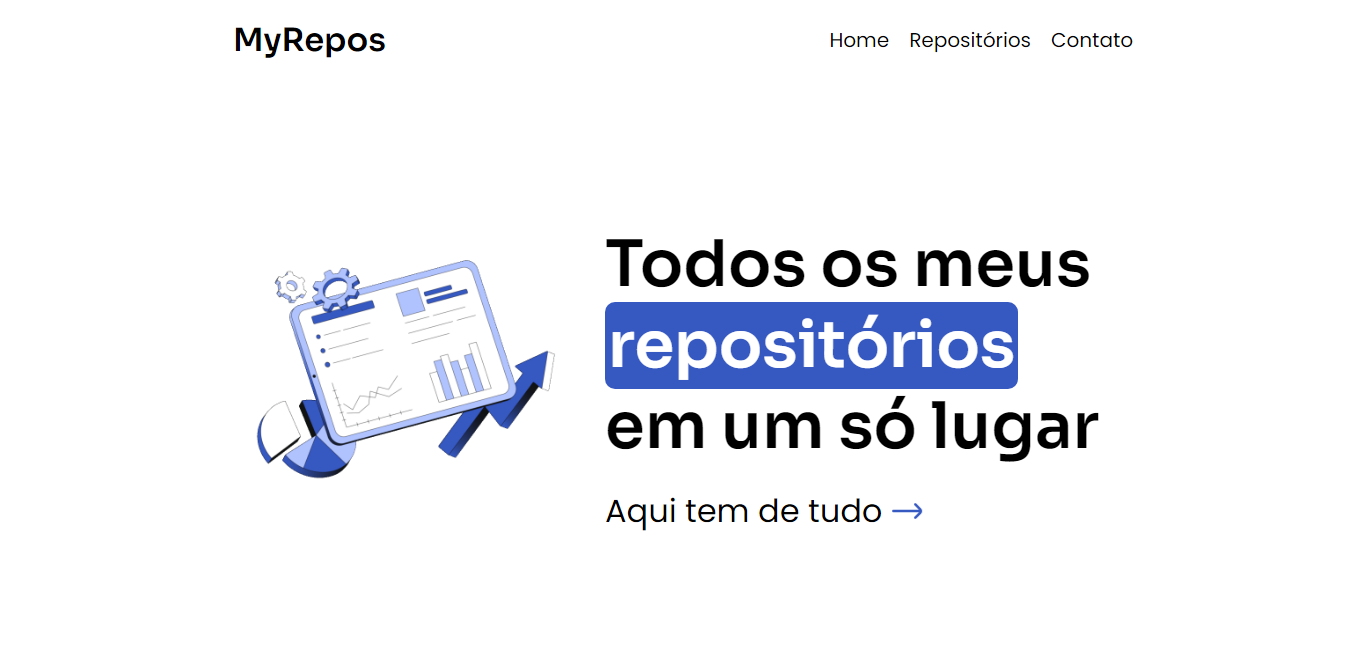 MyRepos
Home Repositórios Contato
Todos os meus
repositórios
em um só lugar
Aqui tem de tudo →